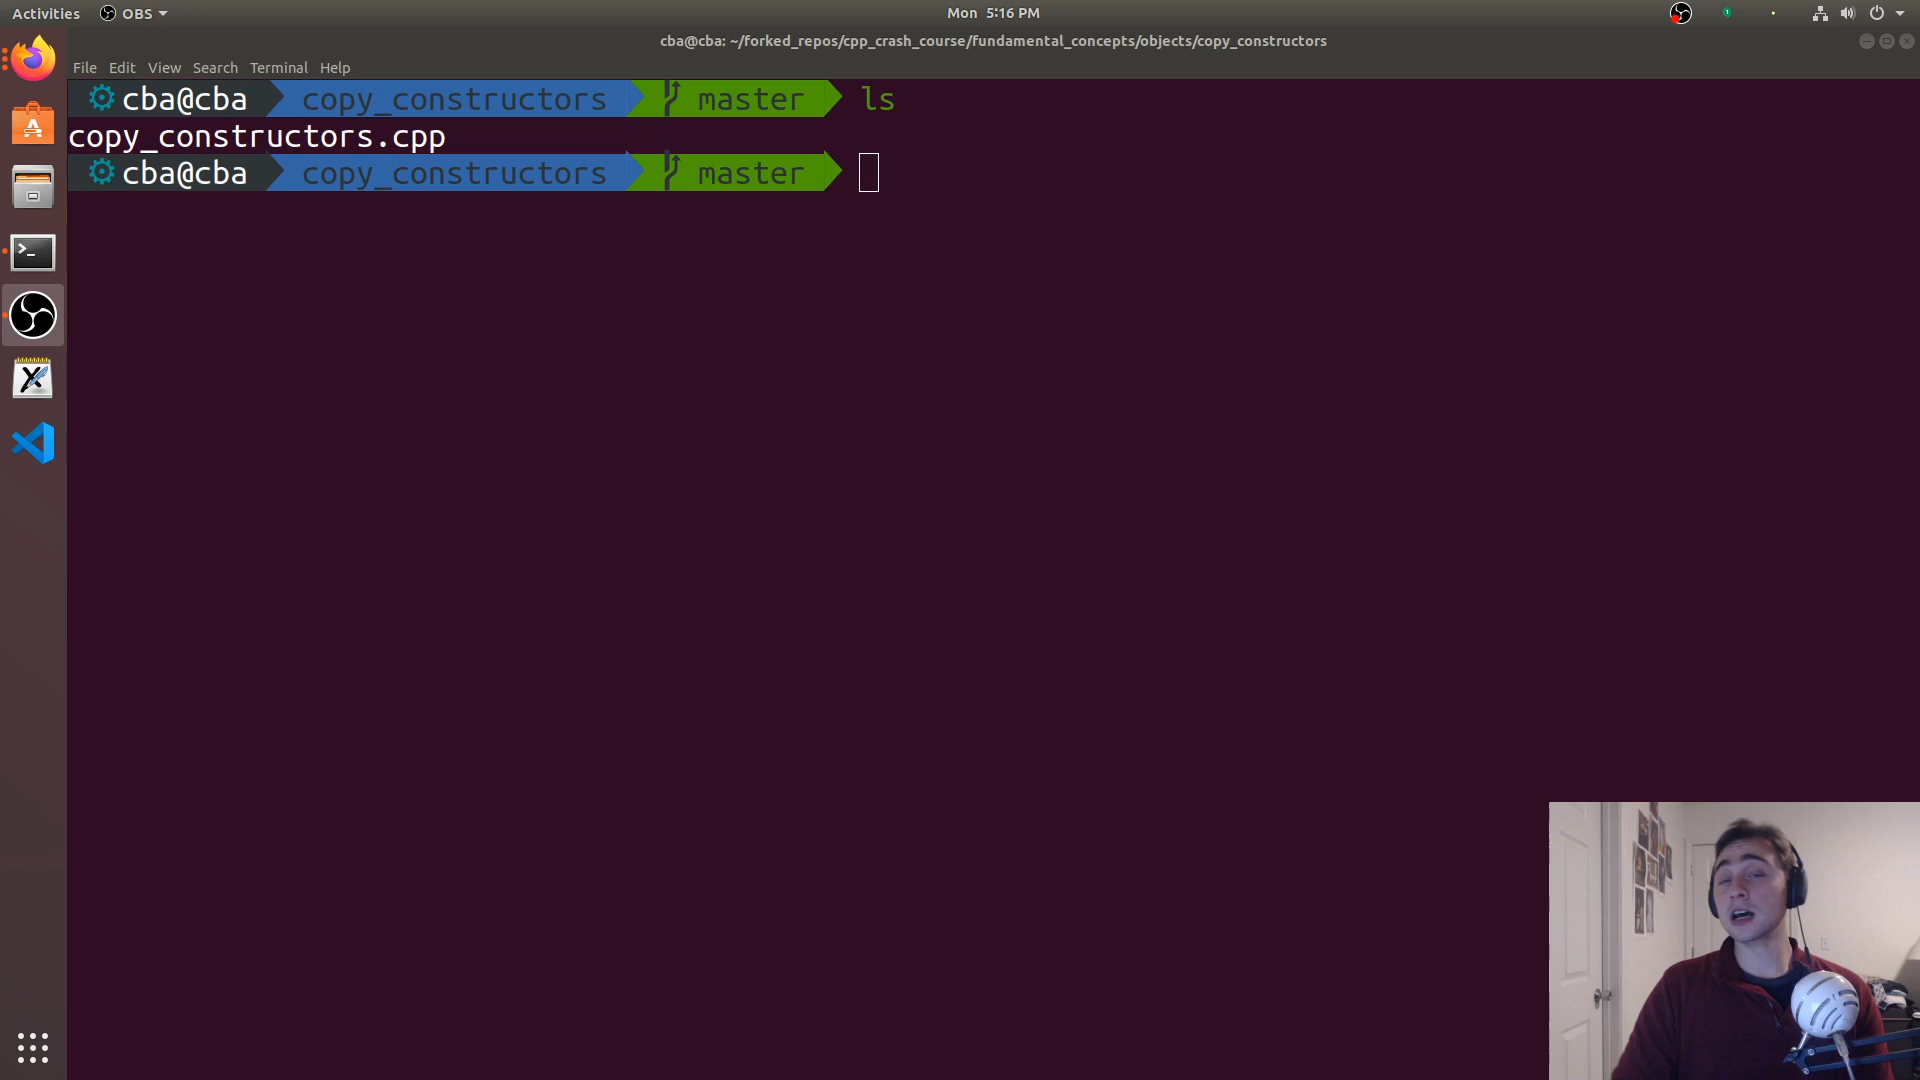 Activities OBS Mon 5:16 PM
cba@cba: ~/forked_repos/cpp_crash_course/fundamental_concepts/objects/copy_constructors
File Edit View Search Terminal Help
cba@cba copy_constructors master ls
copy_constructors.cpp
cba@cba copy_constructors master